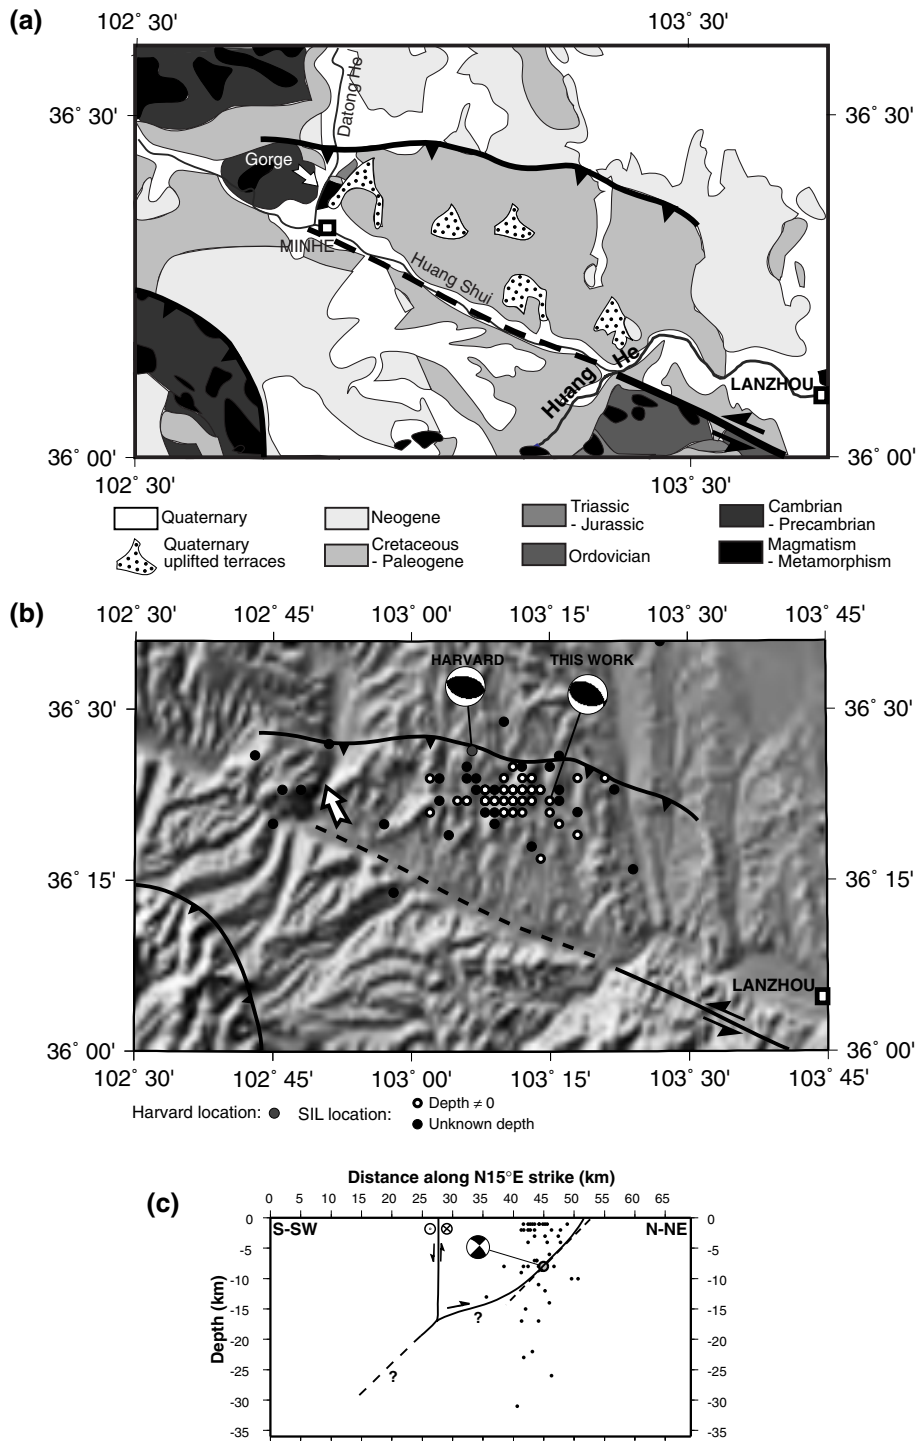 (a)
102° 30'
103° 30'
36° 30'
36° 30'
Datong He
Gorge
MINHE
Huang Shui
Huang He
LANZHOU
36° 00'
36° 00'
102° 30'
103° 30'
Quaternary
Neogene
Triassic
- Jurassic
Cambrian
- Precambrian
Quaternary
uplifted terraces
Cretaceous
- Paleogene
Ordovician
Magmatism
- Metamorphism
(b)
102° 30'
102° 45'
103° 00'
103° 15'
103° 30'
103° 45'
HARVARD
THIS WORK
36° 30'
36° 30'
36° 15'
36° 15'
LANZHOU
36° 00'
36° 00'
102° 30'
102° 45'
103° 00'
103° 15'
103° 30'
103° 45'
Harvard location:
SIL location:
Depth ≠ 0
Unknown depth
(c)
Distance along N15°E strike (km)
0 5 10 15 20 25 30 35 40 45 50 55 60 65
S-SW
N-NE
Depth (km)
0
-5
-10
-15
-20
-25
-30
-35
0
-5
-10
-15
-20
-25
-30
-35
?
?